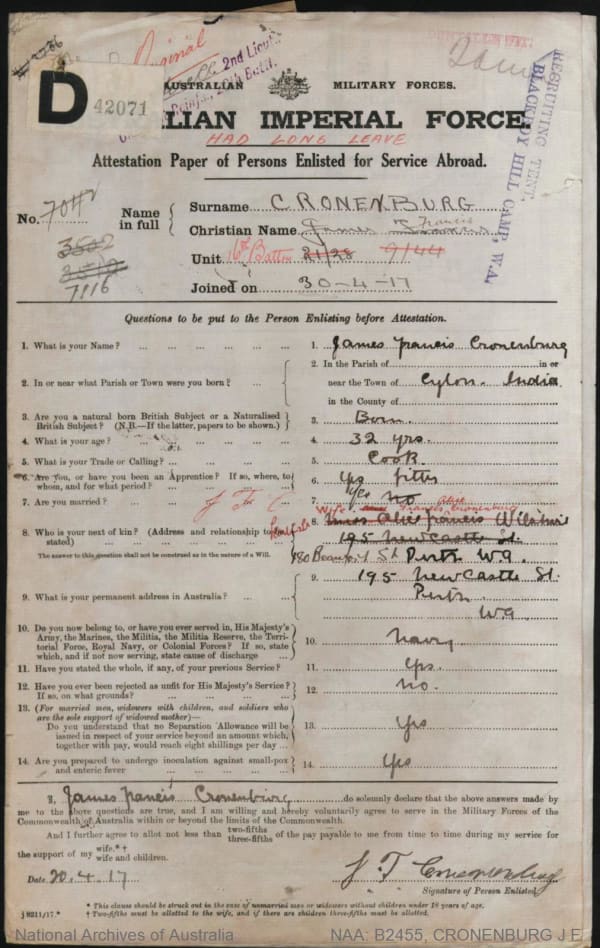 Original
2nd Lieut.
D 42071
AUSTRALIAN MILITARY FORCES.
LIAN IMPERIAL FORCE
HAD LONG LEAVE
RECRUITING TENT, BLACKBOY HILL CAMP, W.A.
Attestation Paper of Persons Enlisted for Service Abroad.
No. 7042
3502
3519
7116
Name in full
Surname CRONENBURG
Christian Name James Francis
Unit 16th Battn 21/28 9/44
Joined on 30-4-17
Questions to be put to the Person Enlisting before Attestation.
1. What is your Name? ... 1. James Francis Cronenburg
2. In or near what Parish or Town were you born? ... 2. In the Parish of in or near the Town of Cylon. India in the County of
3. Are you a natural born British Subject or a Naturalised British Subject? (N.B.—If the latter, papers to be shown.) 3. Born.
4. What is your age? ... 4. 32 yrs.
5. What is your Trade or Calling? ... 5. Cook
6. Are you, or have you been an Apprentice? If so, where, to whom, and for what period? ... 6. Yes fitter
7. Are you married? ... 7. Yes No
8. Who is your next of kin? (Address and relationship to be stated) 8. Wife Alice Francis Cronenburg
Miss Alice Francis
195 Newcastle St.
180 Beaufort St Perth W.A.
The answer to this question shall not be construed as in the nature of a Will.
9. What is your permanent address in Australia? ... 9. 195 Newcastle St.
Perth
W.A.
10. Do you now belong to, or have you ever served in, His Majesty's Army, the Marines, the Militia, the Militia Reserve, the Territorial Force, Royal Navy, or Colonial Forces? If so, state which, and if not now serving, state cause of discharge ... 10. Navy
11. Have you stated the whole, if any, of your previous Service? 11. Yes.
12. Have you ever been rejected as unfit for His Majesty's Service? If so, on what grounds? ... 12. No.
13. (For married men, widowers with children, and soldiers who are the sole support of widowed mother)—
Do you understand that no Separation Allowance will be issued in respect of your service beyond an amount which, together with pay, would reach eight shillings per day ... 13. Yes
14. Are you prepared to undergo inoculation against small-pox and enteric fever ... 14. Yes
I, James Francis Cronenburg do solemnly declare that the above answers made by
me to the above questions are true, and I am willing and hereby voluntarily agree to serve in the Military Forces of the
Commonwealth of Australia within or beyond the limits of the Commonwealth.
And I further agree to allot not less than two-fifths three-fifths of the pay payable to me from time to time during my service for
the support of my wife.*† wife and children.
Date 20.4.17 J F Cronenburg
Signature of Person Enlisted.
* This clause should be struck out in the case of unmarried men or widowers without children under 18 years of age.
† Two-fifths must be allotted to the wife, and if there are children three-fifths must be allotted.
j 8211/17.*
National Archives of Australia NAA: B2455, CRONENBURG J E